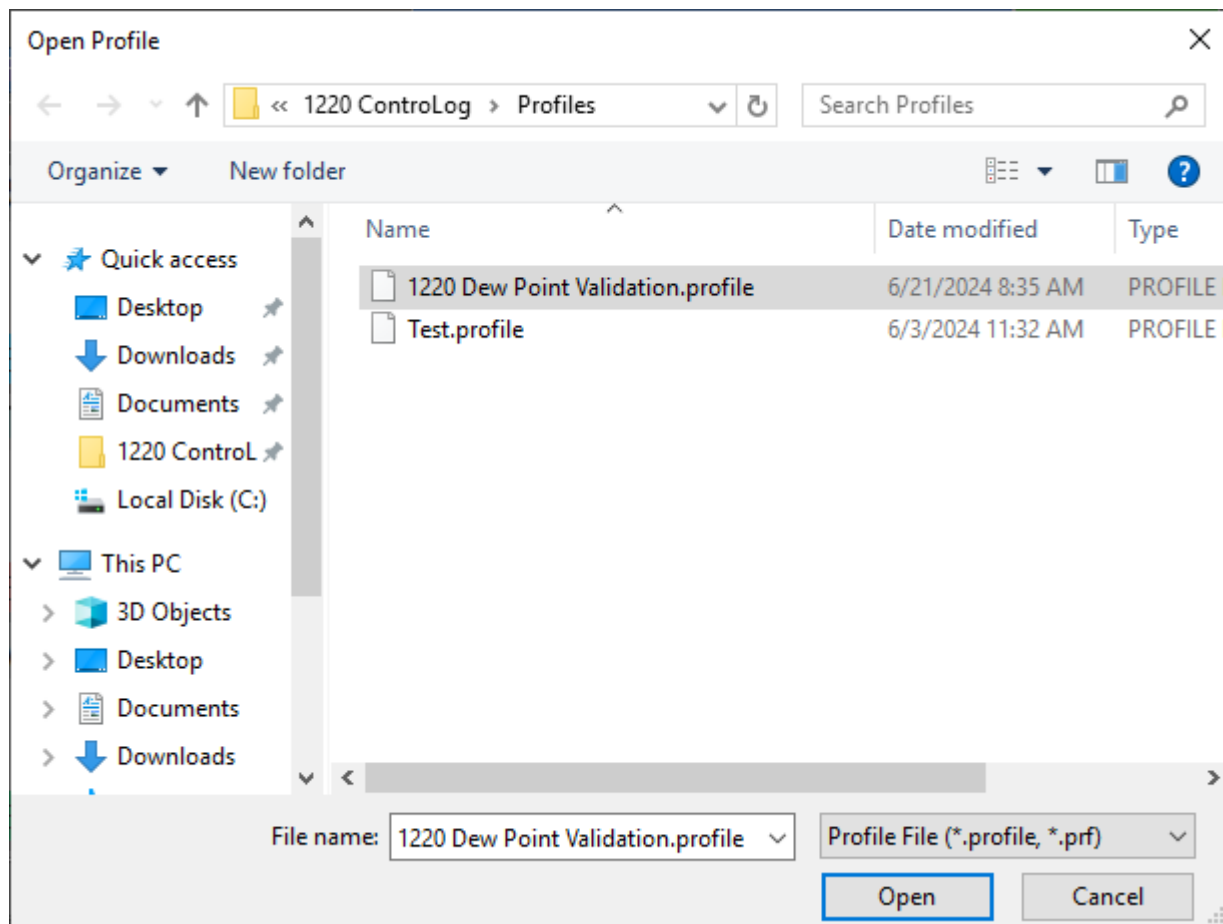 Open Profile
« 1220 ControLog > Profiles
Search Profiles
Organize
New folder
?
Name
Date modified
Type
Quick access
Desktop
Downloads
Documents
1220 ControL
Local Disk (C:)
This PC
3D Objects
Desktop
Documents
Downloads
1220 Dew Point Validation.profile 6/21/2024 8:35 AM PROFILE
Test.profile 6/3/2024 11:32 AM PROFILE
File name: 1220 Dew Point Validation.profile
Profile File (*.profile, *.prf)
Open
Cancel